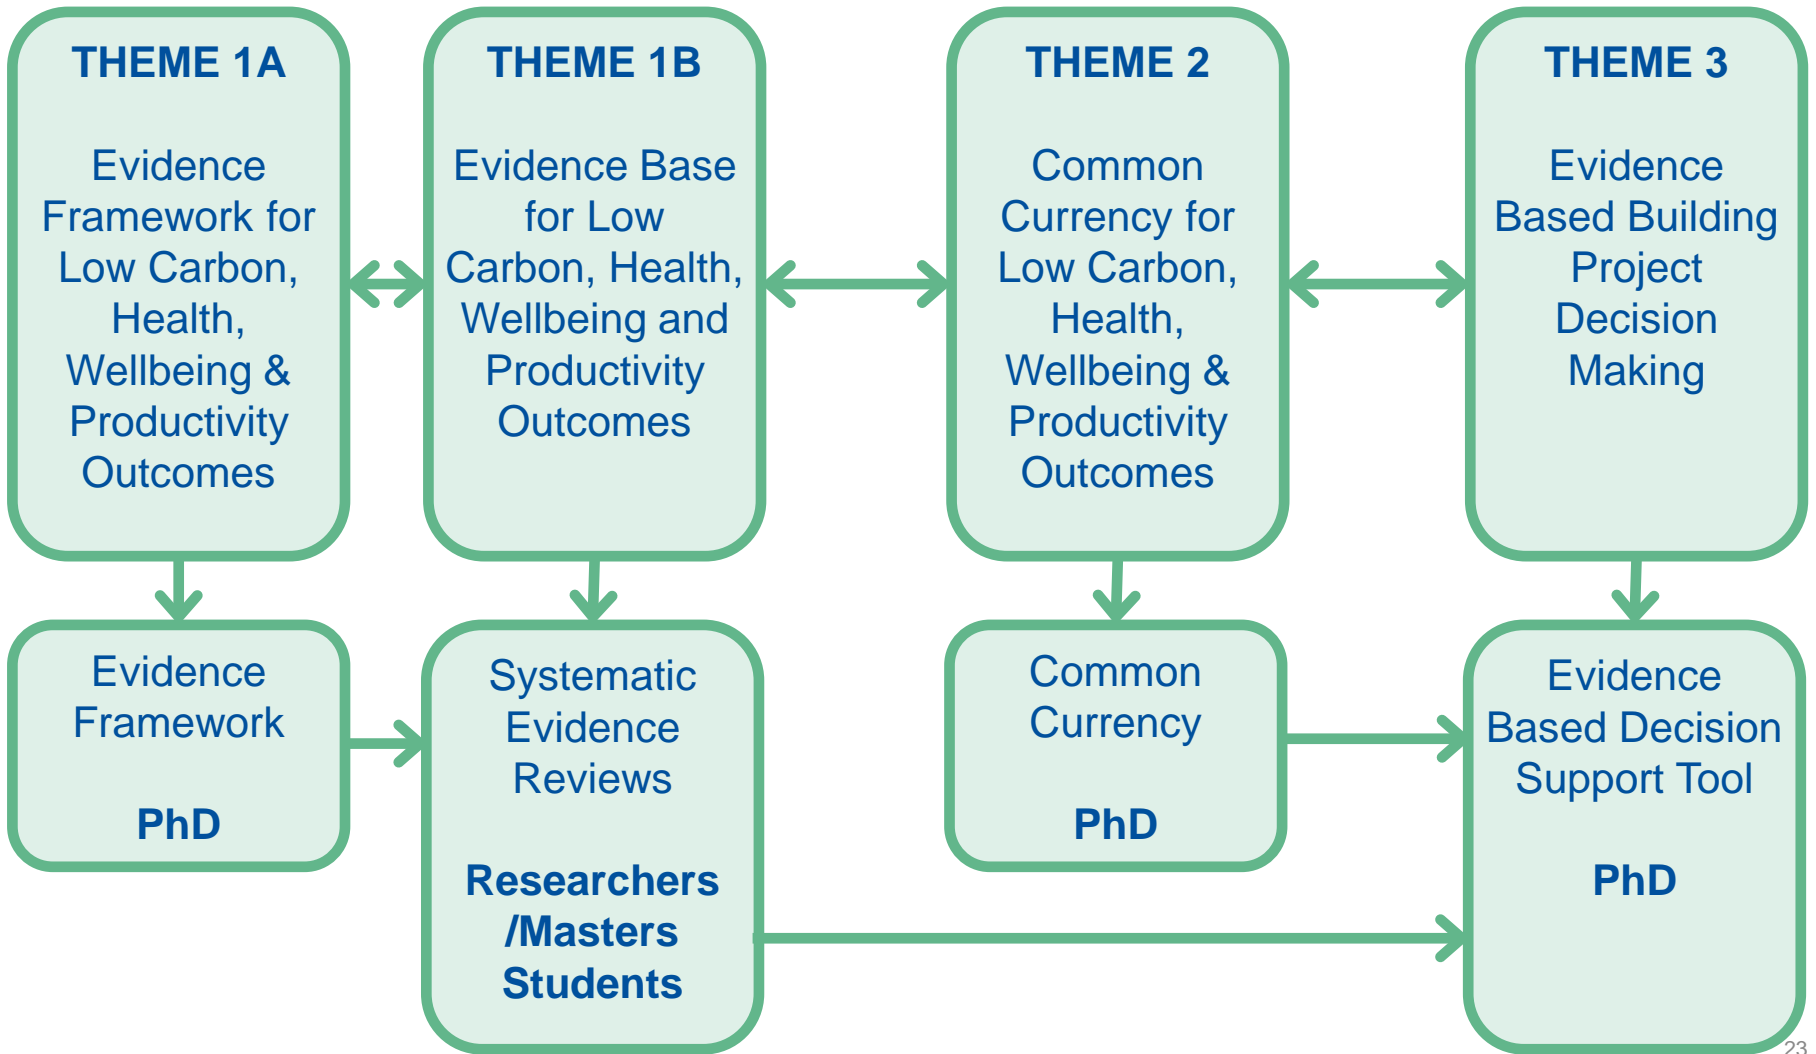 THEME 1A
Evidence
Framework for
Low Carbon,
Health,
Wellbeing &
Productivity
Outcomes
THEME 1B
Evidence Base
for Low
Carbon, Health,
Wellbeing and
Productivity
Outcomes
THEME 2
Common
Currency for
Low Carbon,
Health,
Wellbeing &
Productivity
Outcomes
THEME 3
Evidence
Based Building
Project
Decision
Making
Evidence
Framework
PhD
Systematic
Evidence
Reviews
Researchers
/Masters
Students
Common
Currency
PhD
Evidence
Based Decision
Support Tool
PhD
23